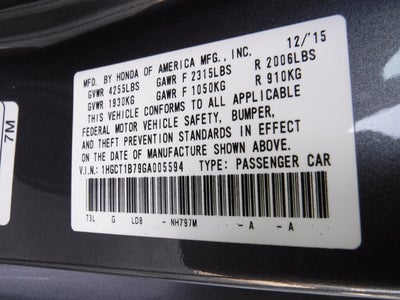 MFD. BY HONDA OF AMERICA MFG., INC. 12/'15
GVWR 4255LBS GAWR F 2315LBS R 2006LBS
GVWR 1930KG GAWR F 1050KG R 910KG
THIS VEHICLE CONFORMS TO ALL APPLICABLE
FEDERAL MOTOR VEHICLE SAFETY, BUMPER,
AND THEFT PREVENTION STANDARDS IN EFFECT
ON THE DATE OF MANUFACTURE SHOWN ABOVE.
V.I.N.: 1HGCT1B79GA005594 TYPE: PASSENGER CAR
T3L G LD8 - NH797M - A - A
7M